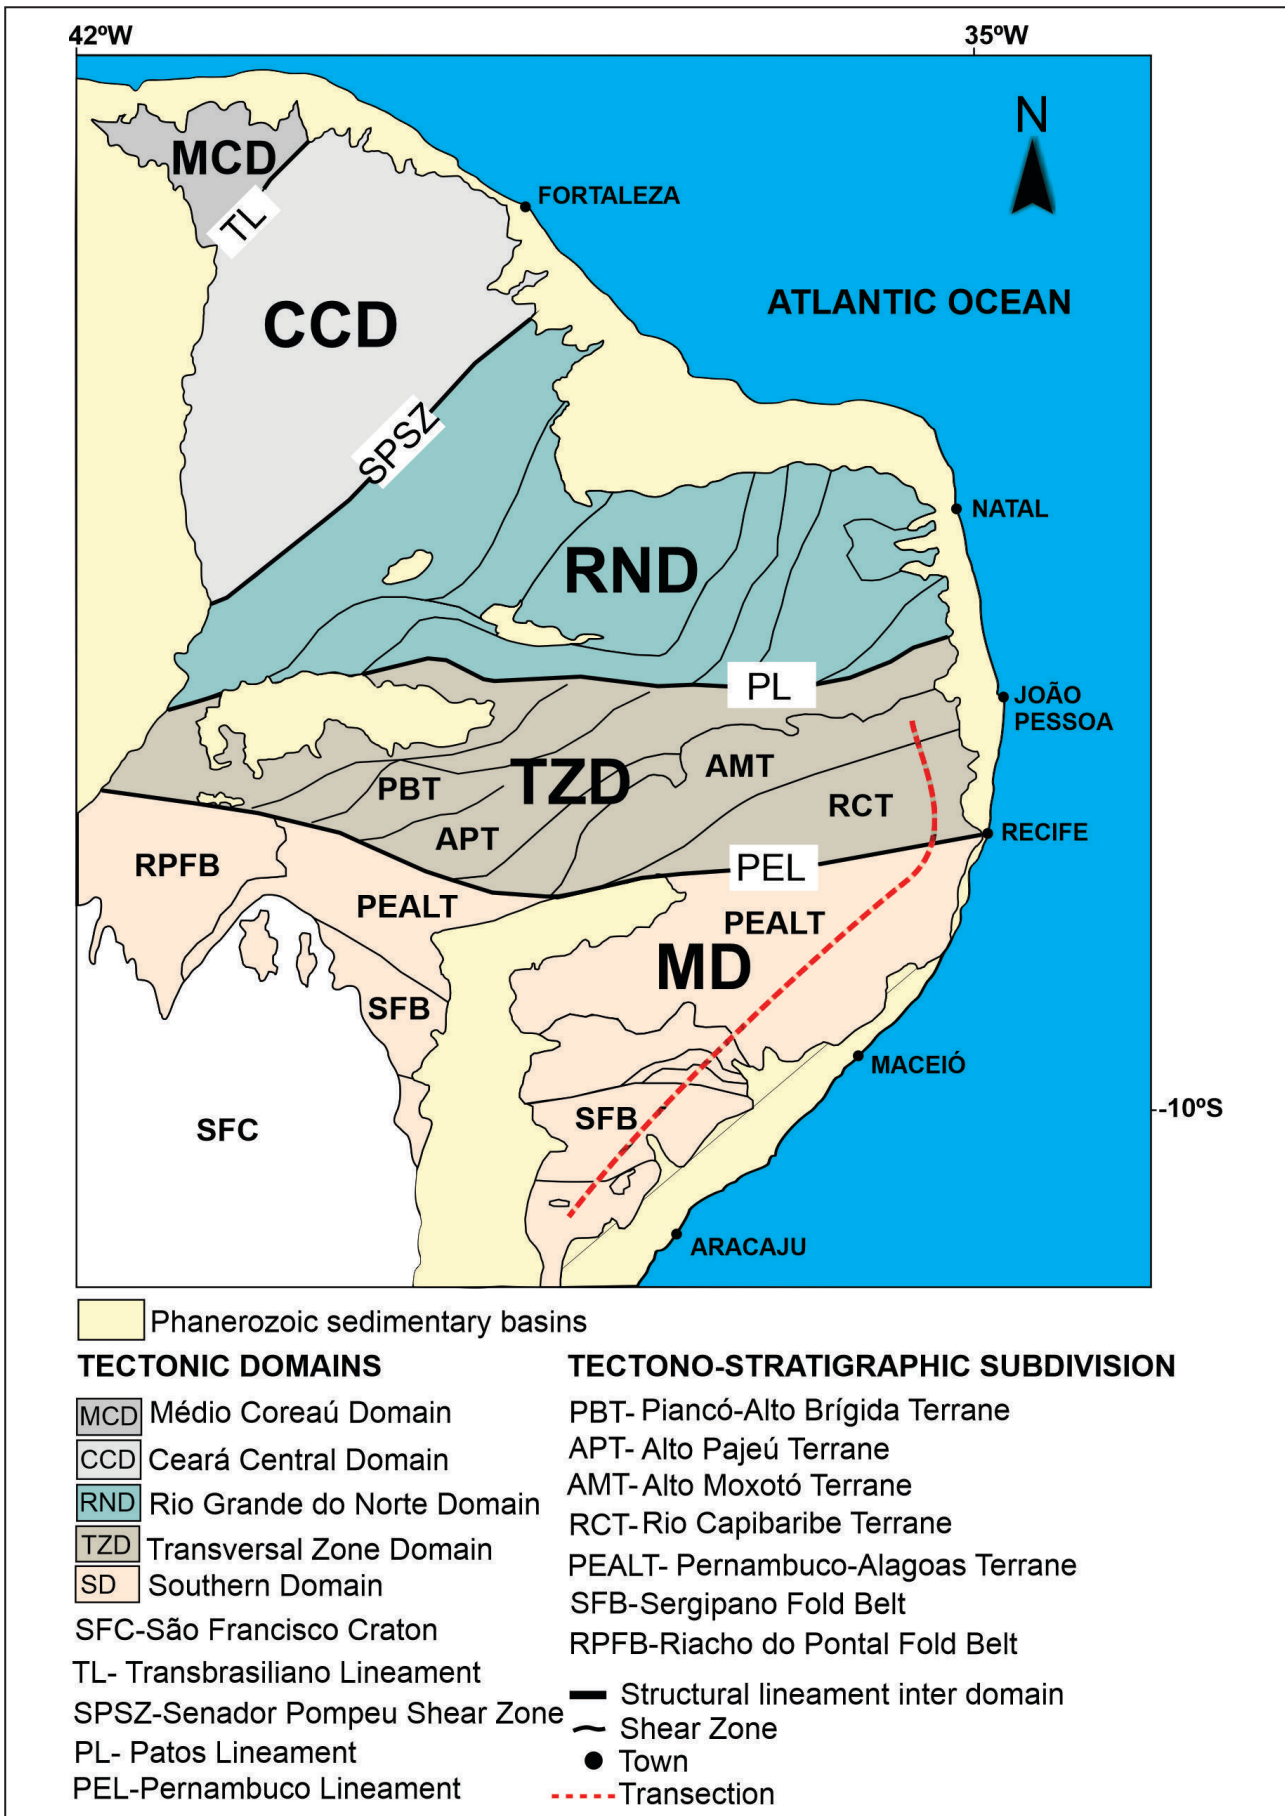 42ºW
35ºW
N
MCD
TL
FORTALEZA
CCD
ATLANTIC OCEAN
SPSZ
NATAL
RND
PL
JOÃO
PESSOA
AMT
PBT
TZD
RCT
APT
RECIFE
RPFB
PEL
PEALT
PEALT
MD
SFB
MACEIÓ
-10ºS
SFB
SFC
ARACAJU
Phanerozoic sedimentary basins
TECTONIC DOMAINS
MCD Médio Coreaú Domain
CCD Ceará Central Domain
RND Rio Grande do Norte Domain
TZD Transversal Zone Domain
SD Southern Domain
SFC-São Francisco Craton
TL- Transbrasiliano Lineament
SPSZ-Senador Pompeu Shear Zone
PL- Patos Lineament
PEL-Pernambuco Lineament
TECTONO-STRATIGRAPHIC SUBDIVISION
PBT- Piancó-Alto Brígida Terrane
APT- Alto Pajeú Terrane
AMT-Alto Moxotó Terrane
RCT-Rio Capibaribe Terrane
PEALT- Pernambuco-Alagoas Terrane
SFB-Sergipano Fold Belt
RPFB-Riacho do Pontal Fold Belt
Structural lineament inter domain
Shear Zone
Town
Transection